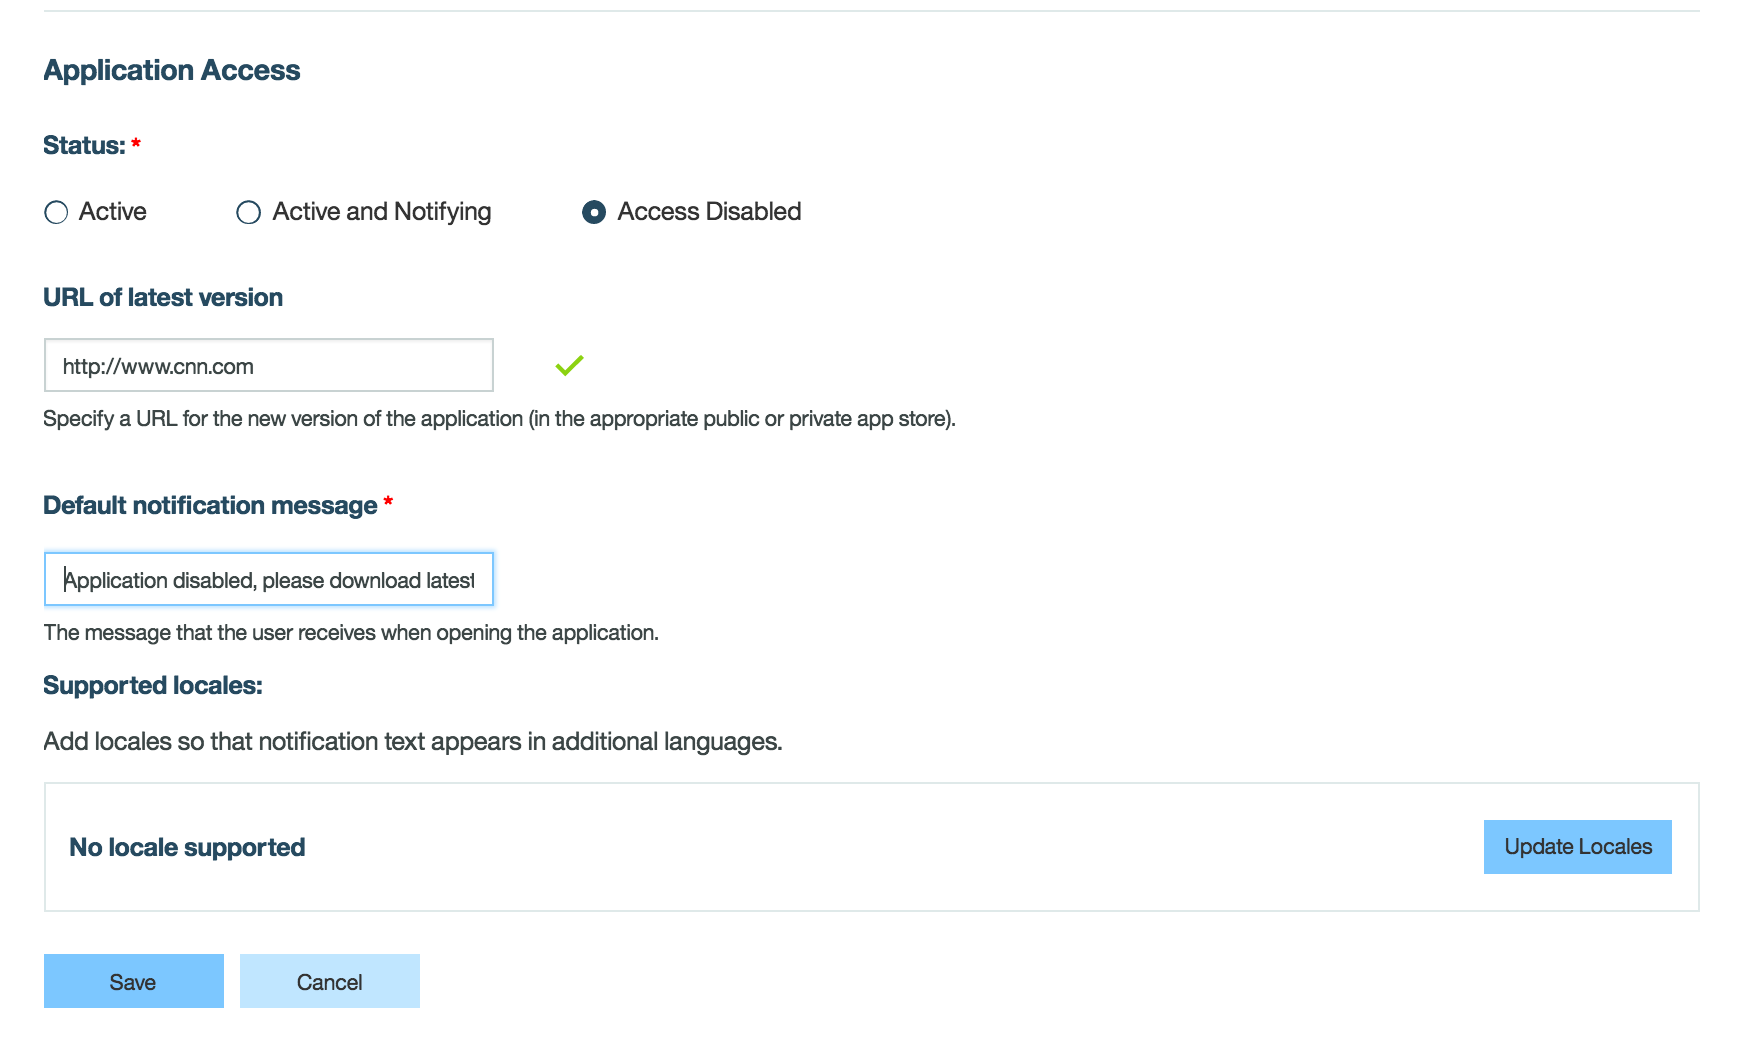 Application Access
Status: *
Active Active and Notifying Access Disabled
URL of latest version
http://www.cnn.com
Specify a URL for the new version of the application (in the appropriate public or private app store).
Default notification message *
Application disabled, please download latest
The message that the user receives when opening the application.
Supported locales:
Add locales so that notification text appears in additional languages.
No locale supported Update Locales
Save Cancel